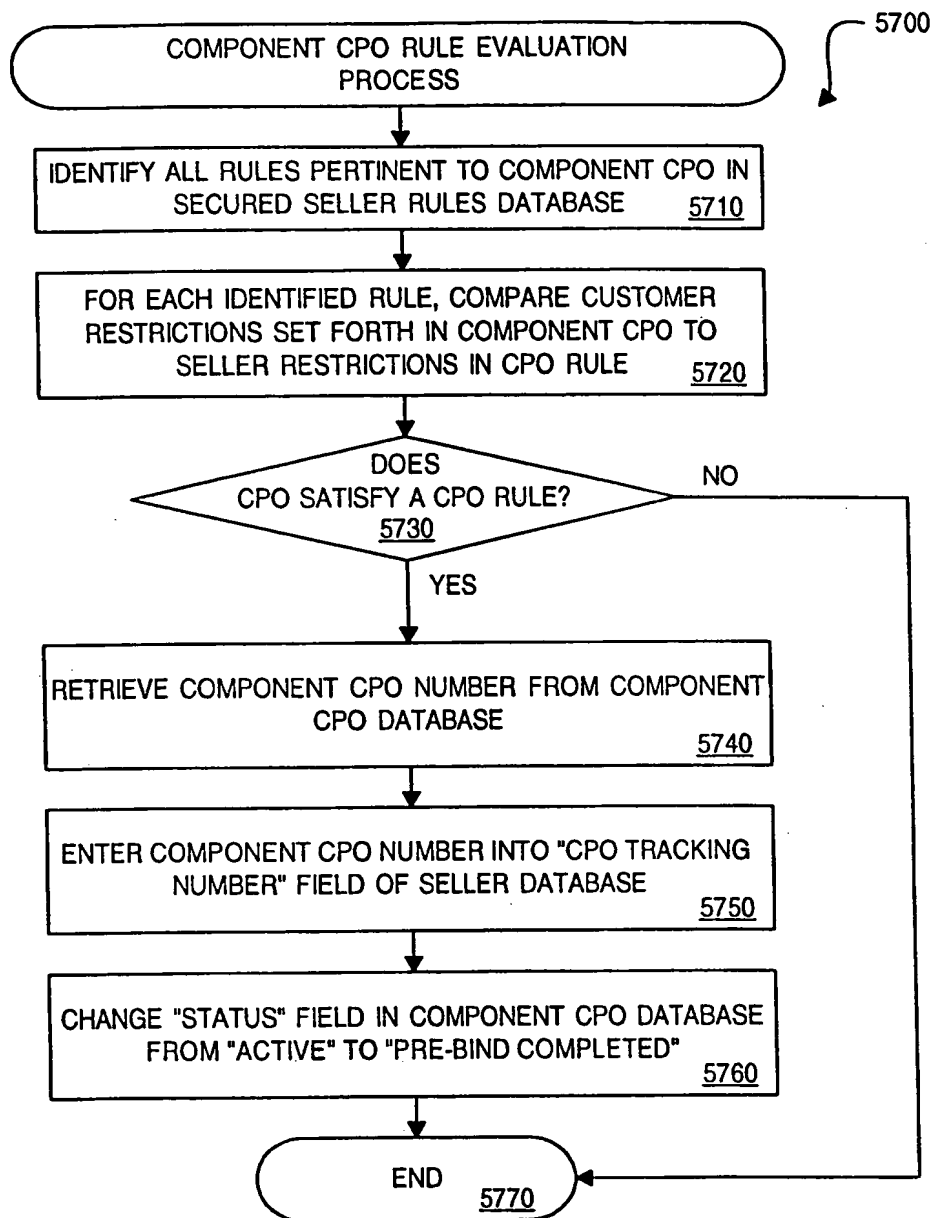 5700
COMPONENT CPO RULE EVALUATION
PROCESS
IDENTIFY ALL RULES PERTINENT TO COMPONENT CPO IN
SECURED SELLER RULES DATABASE 5710
FOR EACH IDENTIFIED RULE, COMPARE CUSTOMER
RESTRICTIONS SET FORTH IN COMPONENT CPO TO
SELLER RESTRICTIONS IN CPO RULE 5720
DOES
CPO SATISFY A CPO RULE?
5730
NO
YES
RETRIEVE COMPONENT CPO NUMBER FROM COMPONENT
CPO DATABASE
5740
ENTER COMPONENT CPO NUMBER INTO "CPO TRACKING
NUMBER" FIELD OF SELLER DATABASE
5750
CHANGE "STATUS" FIELD IN COMPONENT CPO DATABASE
FROM "ACTIVE" TO "PRE-BIND COMPLETED"
5760
END
5770